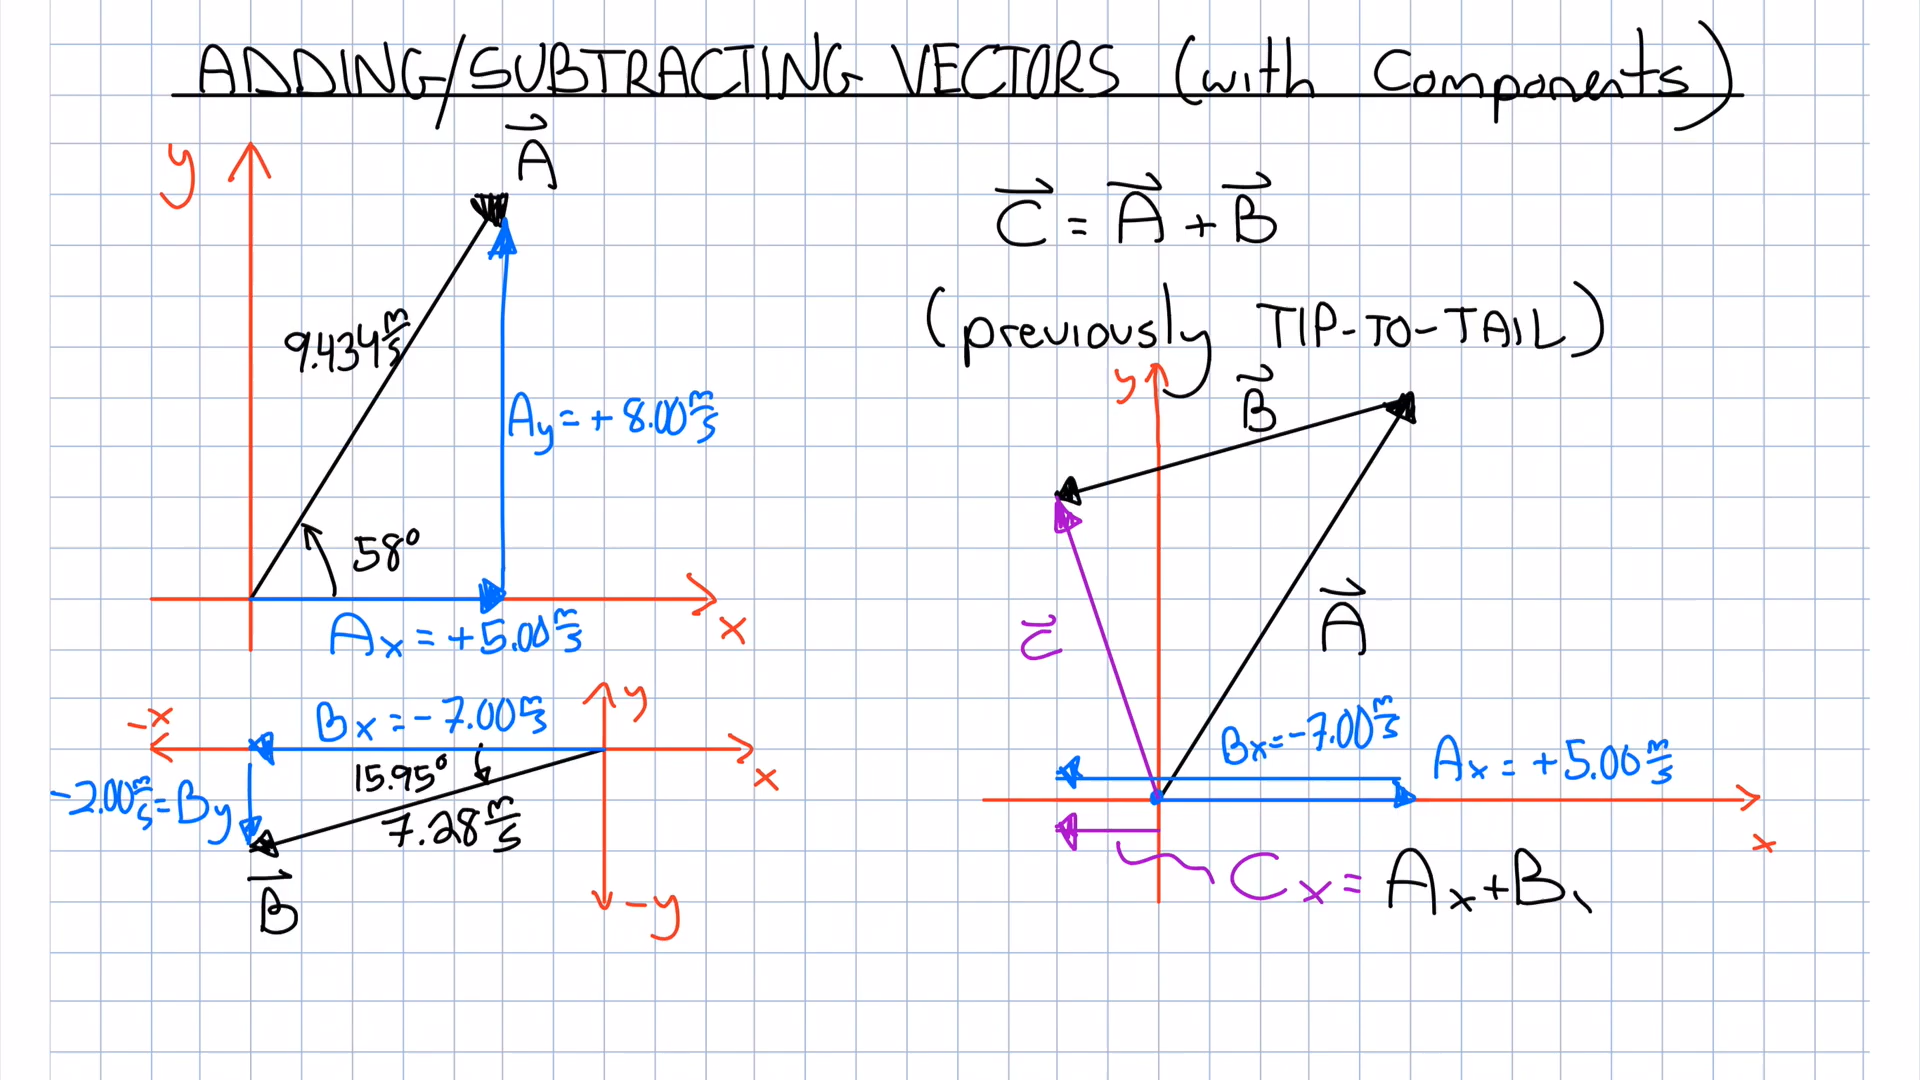 ADDING/SUBTRACTING VECTORS (with Components)
y
A
9.434 m/s
Ay = +8.00 m/s
58°
Ax = +5.00 m/s
x
-x
Bx = -7.00 m/s
y
x
15.95°
-2.00 m/s = By
7.28 m/s
B
-y
C = A + B
(previously TIP-TO-TAIL)
y
B
C
A
Bx = -7.00 m/s
Ax = +5.00 m/s
x
Cx = Ax + B